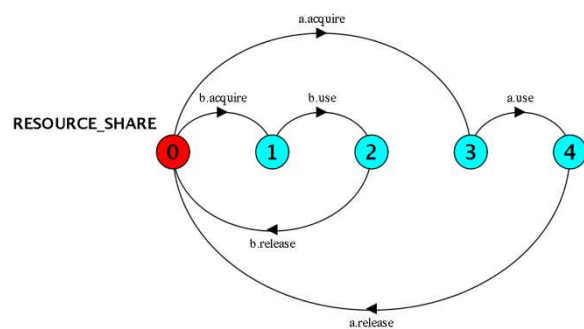 a.acquire
b.acquire b.use a.use
RESOURCE_SHARE
0 1 2 3 4
b.release
a.release